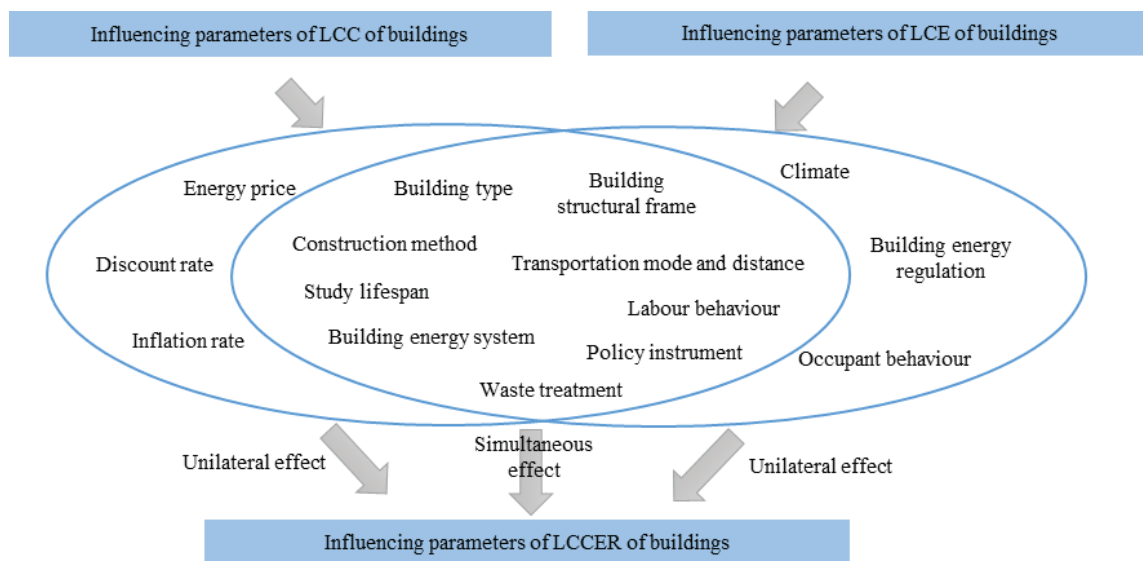 Influencing parameters of LCC of buildings
Influencing parameters of LCE of buildings
Energy price
Building type
Building
structural frame
Climate
Construction method
Discount rate
Transportation mode and distance
Building energy
regulation
Study lifespan
Labour behaviour
Inflation rate
Building energy system
Policy instrument
Occupant behaviour
Waste treatment
Unilateral effect
Simultaneous
effect
Unilateral effect
Influencing parameters of LCCER of buildings